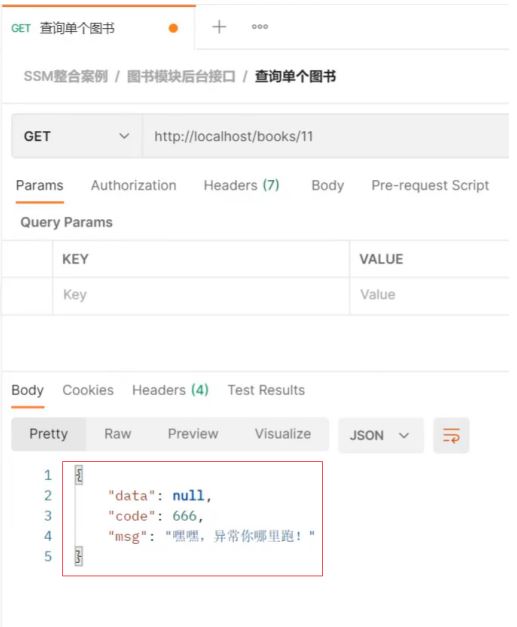 GET 查询单个图书
SSM整合案例 / 图书模块后台接口 / 查询单个图书
GET http://localhost/books/11
Params Authorization Headers (7) Body Pre-request Script
Query Params
KEY VALUE
Key Value
Body Cookies Headers (4) Test Results
Pretty Raw Preview Visualize JSON
1 {
2 "data": null,
3 "code": 666,
4 "msg": "嘿嘿，异常你哪里跑！"
5 }